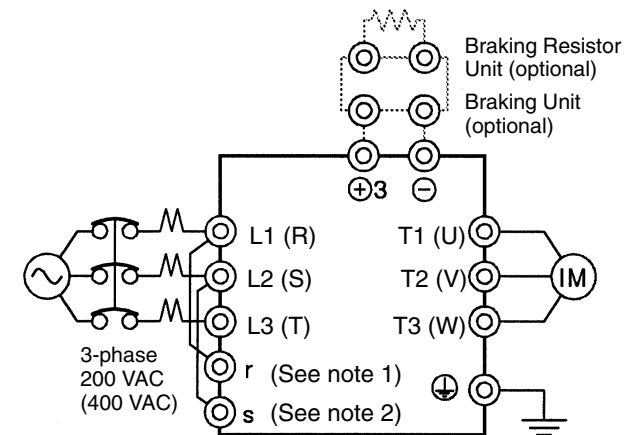 Braking Resistor
Unit (optional)
Braking Unit
(optional)
⊕3 ⊖
L1 (R)
T1 (U)
L2 (S)
T2 (V)
IM
L3 (T)
T3 (W)
3-phase
200 VAC
(400 VAC)
r (See note 1)
s (See note 2)